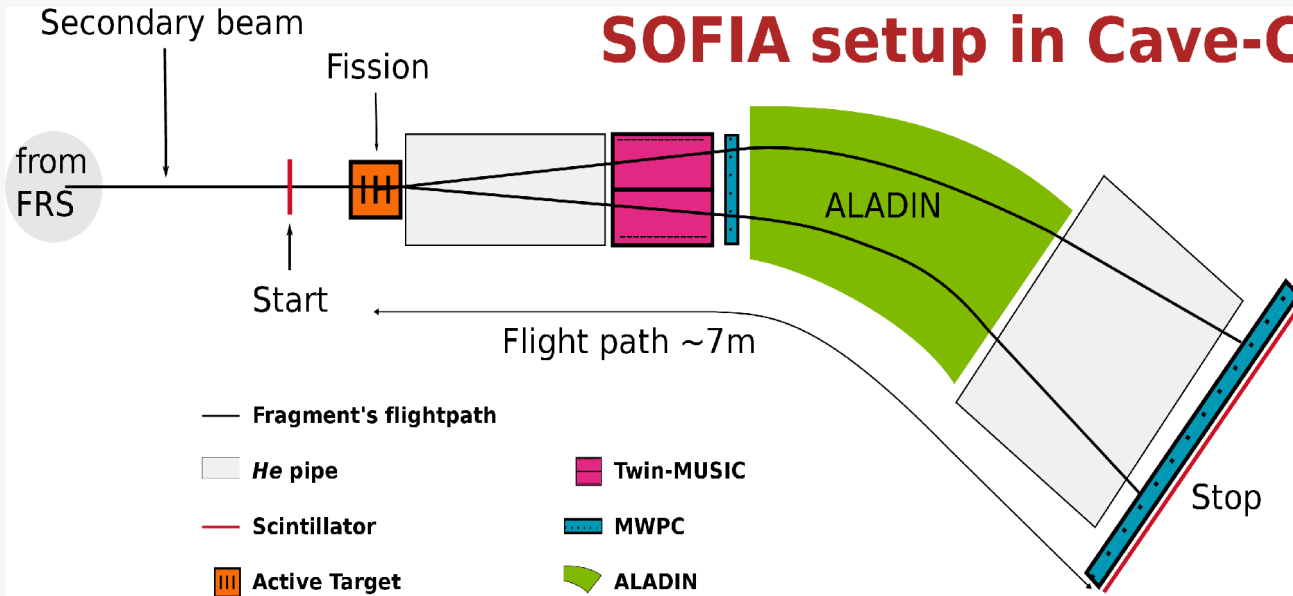 Secondary beam
SOFIA setup in Cave-C
Fission
from
FRS
ALADIN
Start
Flight path ~7m
Stop
Fragment's flightpath
He pipe
Twin-MUSIC
Scintillator
MWPC
Active Target
ALADIN